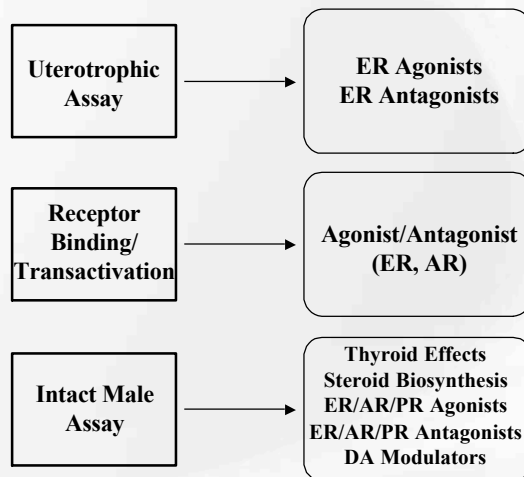 Uterotrophic
Assay
ER Agonists
ER Antagonists
Receptor
Binding/
Transactivation
Agonist/Antagonist
(ER, AR)
Intact Male
Assay
Thyroid Effects
Steroid Biosynthesis
ER/AR/PR Agonists
ER/AR/PR Antagonists
DA Modulators